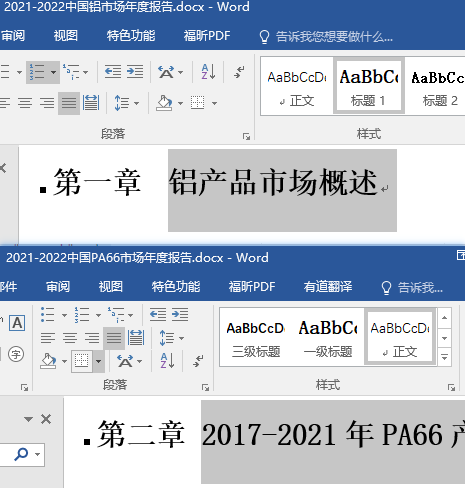 2021-2022中国铝市场年度报告.docx - Word
审阅 视图 特色功能 福昕PDF 告诉我您想要做什么...
AaBbCcDc AaBbC AaBbCc
正文 标题 1 标题 2
段落 样式
第一章 铝产品市场概述
2021-2022中国PA66市场年度报告.docx - Word
邮件 审阅 视图 特色功能 福昕PDF 有道翻译 告诉我...
A AaBbCcD AaBbCc AaBbCcDc
字 三级标题 一级标题 正文
段落 样式
第二章 2017-2021 年 PA66 产